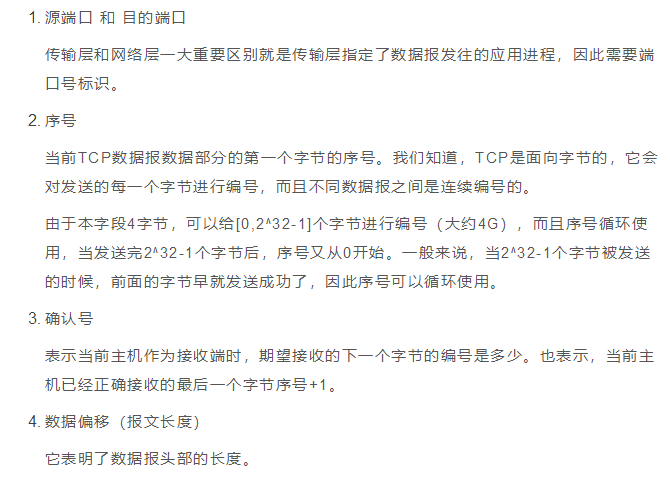 1. 源端口 和 目的端口
传输层和网络层一大重要区别就是传输层指定了数据报发往的应用进程，因此需要端
口号标识。
2. 序号
当前TCP数据报数据部分的第一个字节的序号。我们知道，TCP是面向字节的，它会
对发送的每一个字节进行编号，而且不同数据报之间是连续编号的。
由于本字段4字节，可以给[0,2^32-1]个字节进行编号（大约4G），而且序号循环使
用，当发送完2^32-1个字节后，序号又从0开始。一般来说，当2^32-1个字节被发送
的时候，前面的字节早就发送成功了，因此序号可以循环使用。
3. 确认号
表示当前主机作为接收端时，期望接收的下一个字节的编号是多少。也表示，当前主
机已经正确接收的最后一个字节序号+1。
4. 数据偏移（报文长度）
它表明了数据报头部的长度。